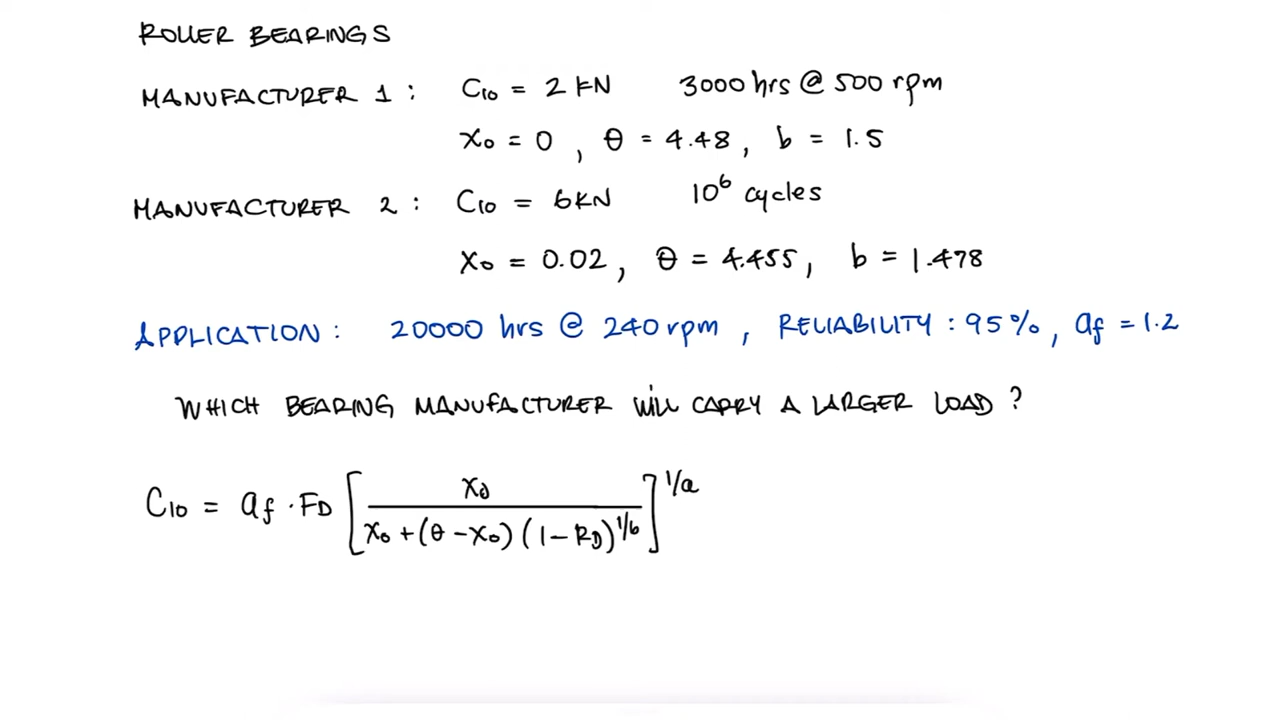 ROLLER BEARINGS
MANUFACTURER 1 : C10 = 2 kN 3000 hrs @ 500 rpm
x0 = 0 , θ = 4.48 , b = 1.5
MANUFACTURER 2 : C10 = 6 kN 10^6 cycles
x0 = 0.02 , θ = 4.455 , b = 1.478
APPLICATION : 20000 hrs @ 240 rpm , RELIABILITY : 95% , af = 1.2
WHICH BEARING MANUFACTURER WILL CARRY A LARGER LOAD ?
C10 = af · FD [ xD / (x0 + (θ - x0) (1 - RD)^1/b) ]^1/a